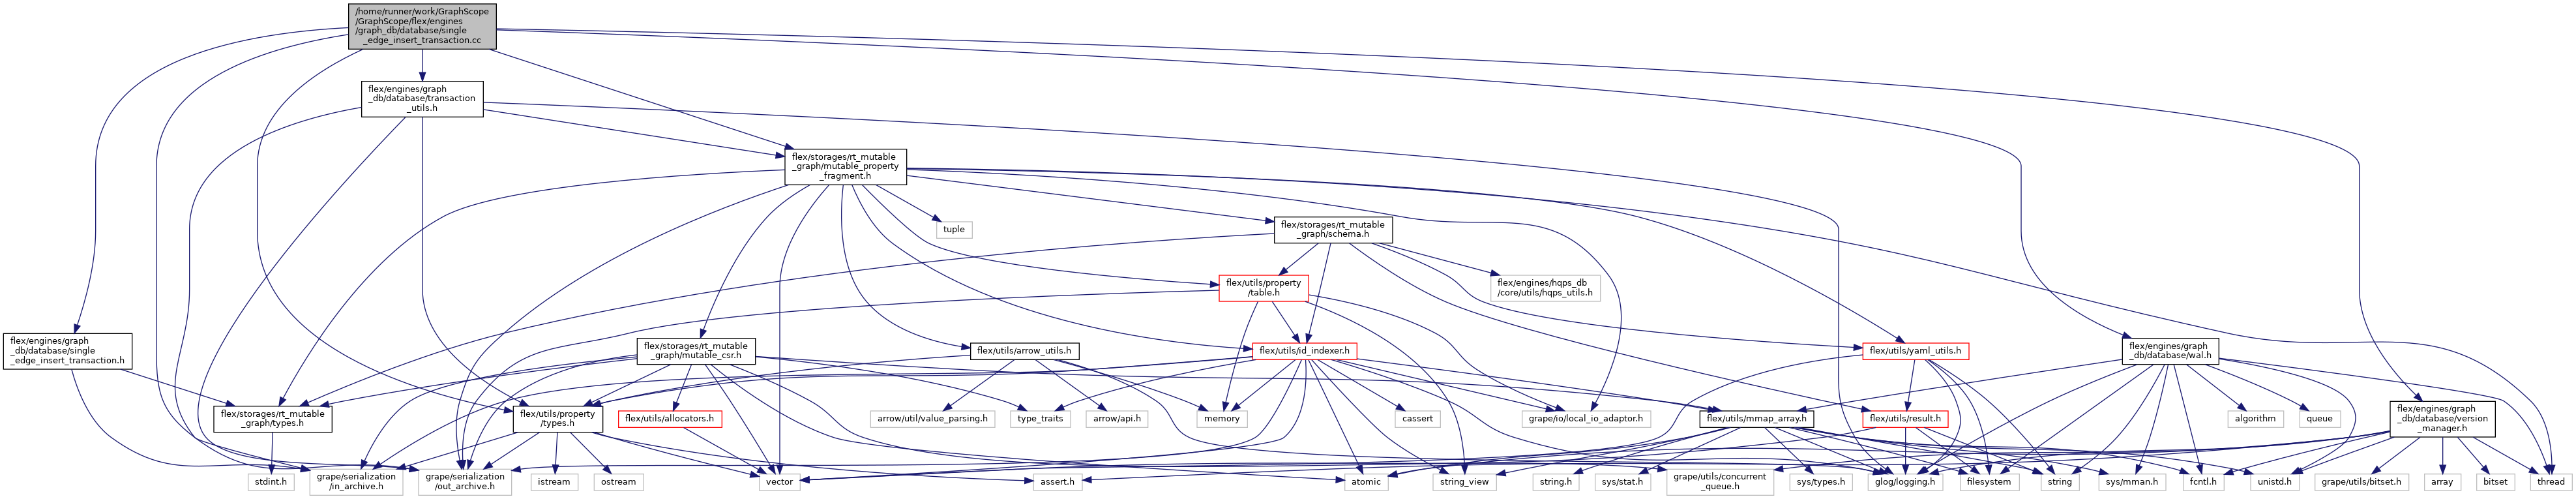 /home/runner/work/GraphScope
/GraphScope/flex/engines
/graph_db/database/single
_edge_insert_transaction.cc
flex/engines/graph
_db/database/transaction
_utils.h
flex/storages/rt_mutable
_graph/mutable_property
_fragment.h
tuple
flex/storages/rt_mutable
_graph/schema.h
flex/utils/property
/table.h
flex/engines/hqps_db
/core/utils/hqps_utils.h
flex/engines/graph
_db/database/single
_edge_insert_transaction.h
flex/storages/rt_mutable
_graph/mutable_csr.h
flex/utils/arrow_utils.h
flex/utils/id_indexer.h
flex/utils/yaml_utils.h
flex/engines/graph
_db/database/wal.h
flex/storages/rt_mutable
_graph/types.h
flex/utils/property
/types.h
flex/utils/allocators.h
arrow/util/value_parsing.h
type_traits
arrow/api.h
memory
cassert
grape/io/local_io_adaptor.h
flex/utils/mmap_array.h
flex/utils/result.h
algorithm
queue
flex/engines/graph
_db/database/version
_manager.h
stdint.h
grape/serialization
/in_archive.h
grape/serialization
/out_archive.h
istream
ostream
vector
assert.h
atomic
string_view
string.h
sys/stat.h
grape/utils/concurrent
_queue.h
sys/types.h
glog/logging.h
filesystem
string
sys/mman.h
fcntl.h
unistd.h
grape/utils/bitset.h
array
bitset
thread